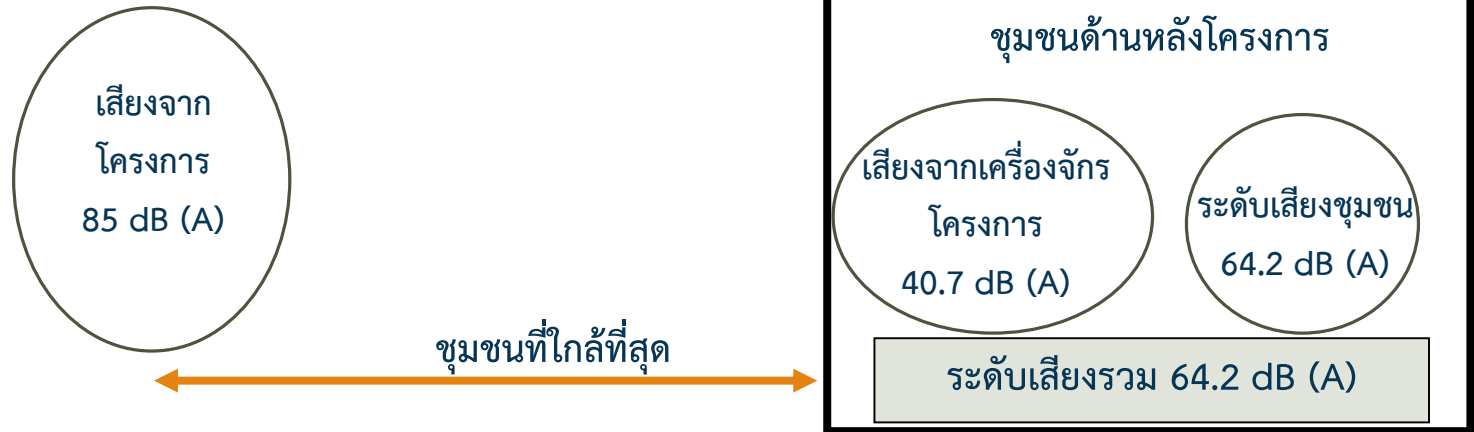 เสียงจาก
โครงการ
85 dB (A)
ชุมชนที่ใกล้ที่สุด
ชุมชนด้านหลังโครงการ
เสียงจากเครื่องจักร
โครงการ
40.7 dB (A)
ระดับเสียงชุมชน
64.2 dB (A)
ระดับเสียงรวม 64.2 dB (A)